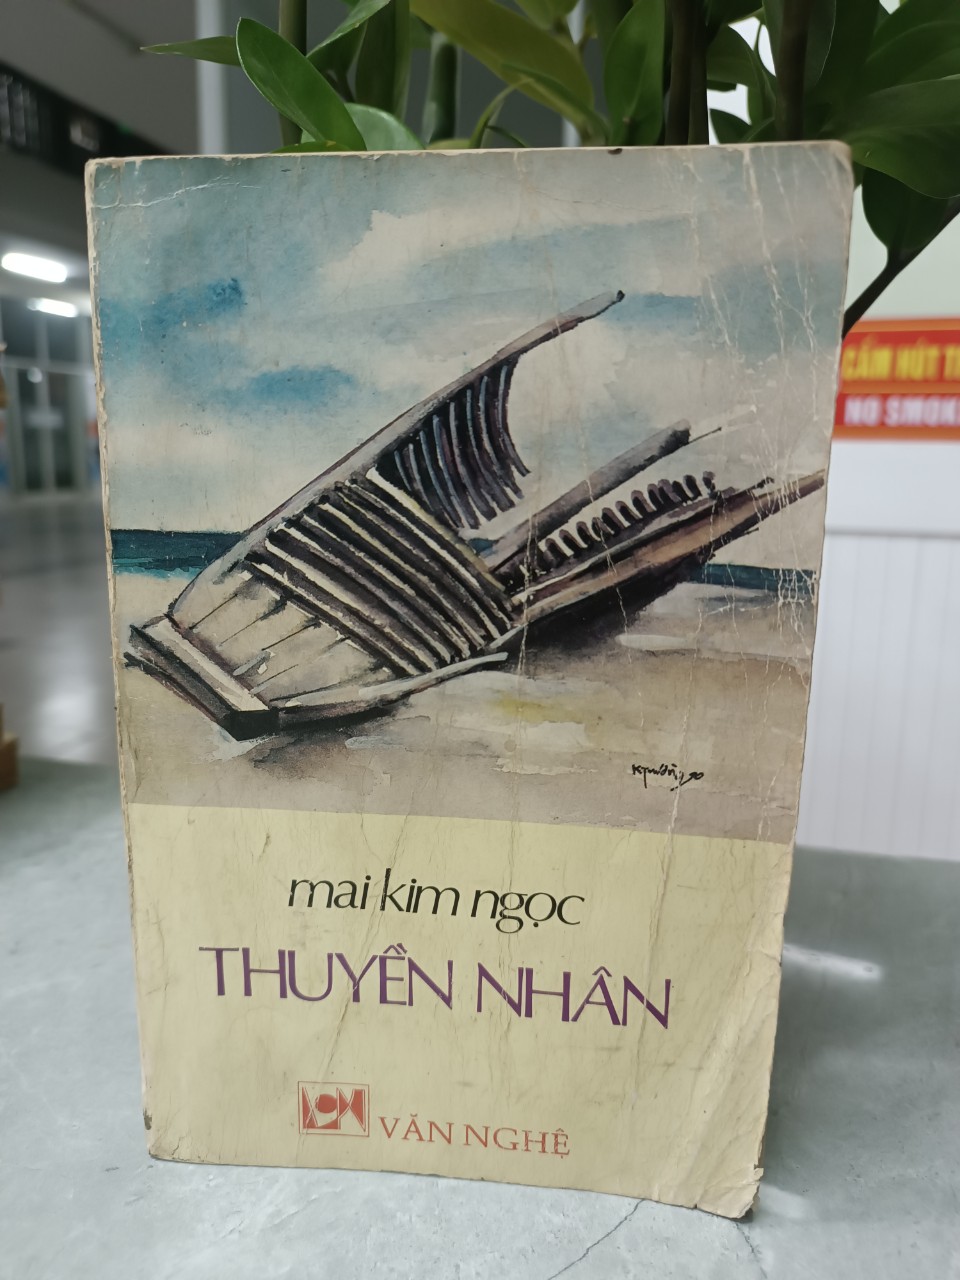 CẤM HÚT
NO SMOK
mai kim ngọc
THUYỀN NHÂN
VĂN NGHỆ